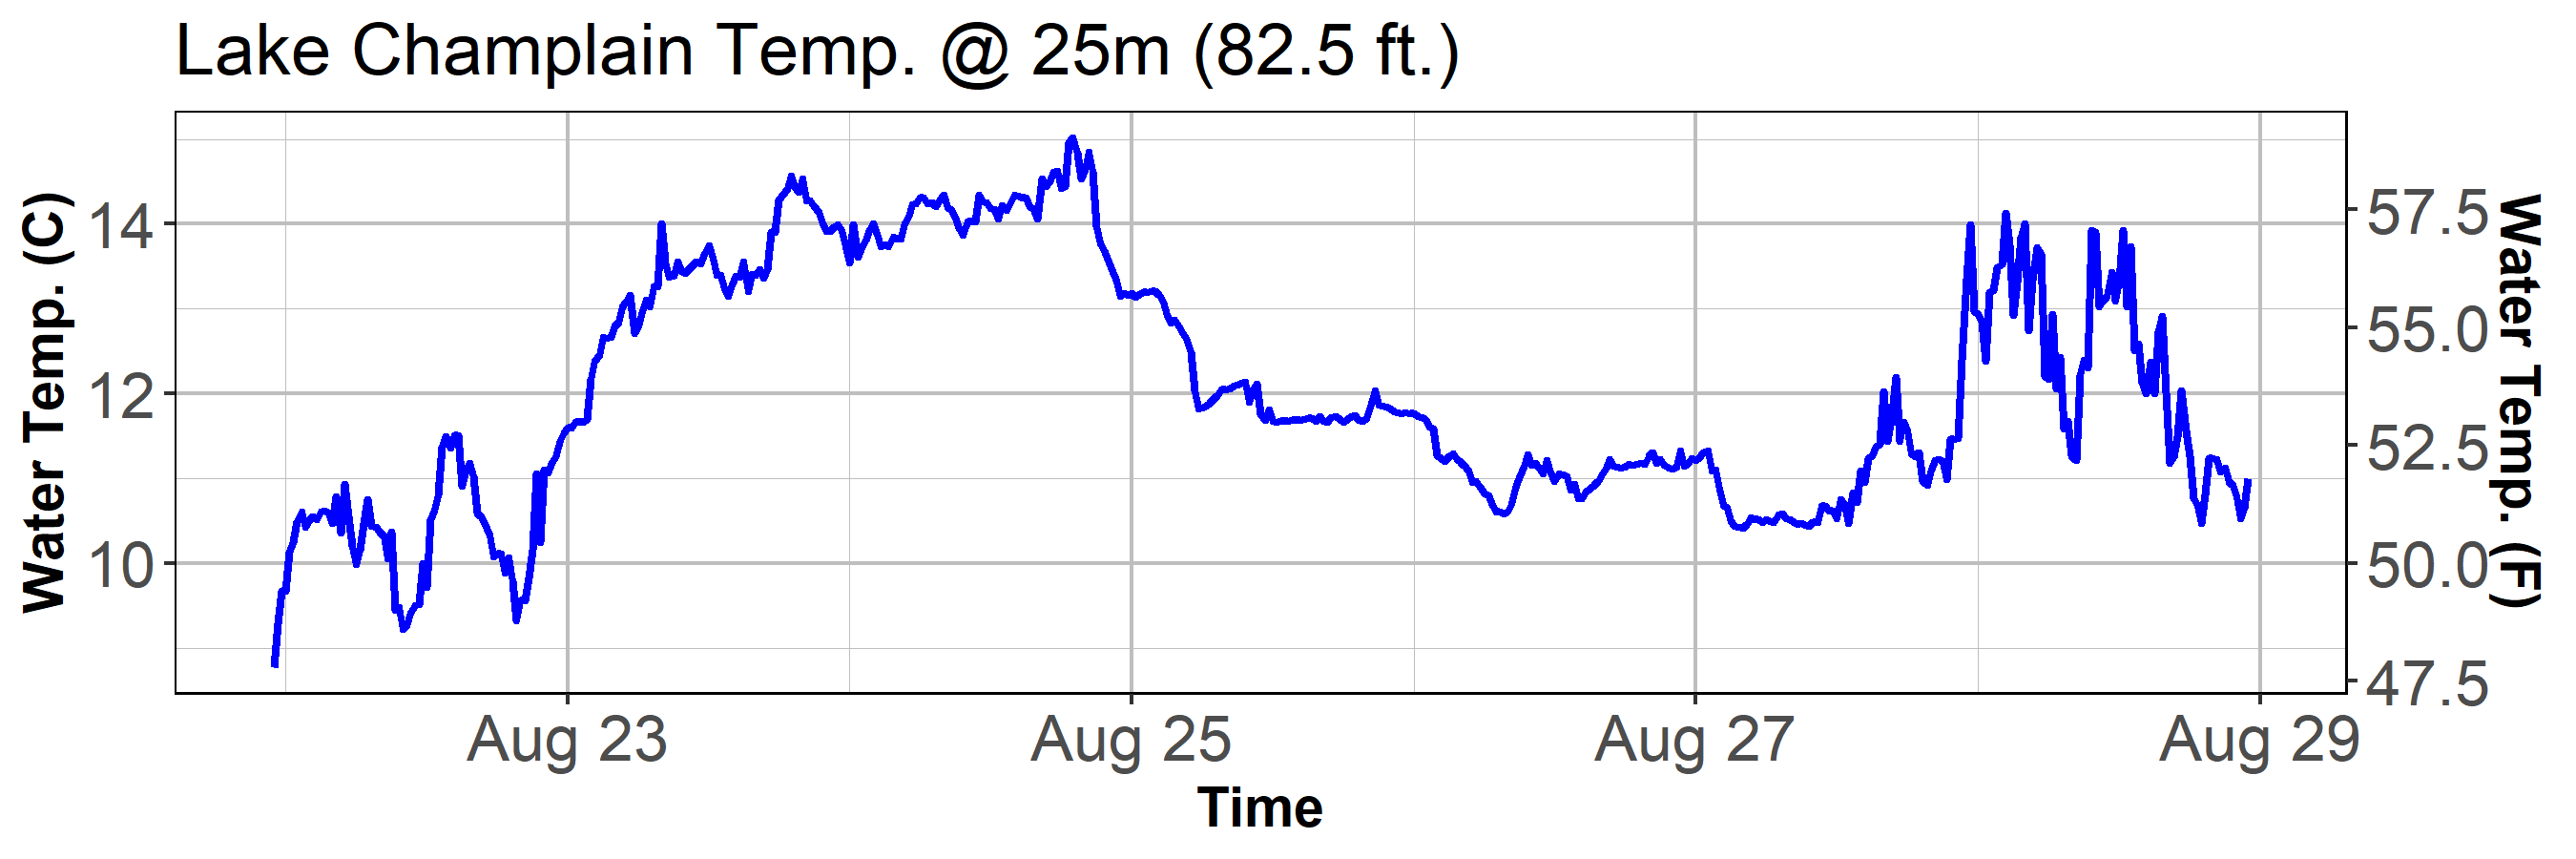 Lake Champlain Temp. @ 25m (82.5 ft.)
Water Temp. (C)
14
12
10
57.5
55.0
52.5
50.0
47.5
Water Temp. (F)
Aug 23 Aug 25 Aug 27 Aug 29
Time